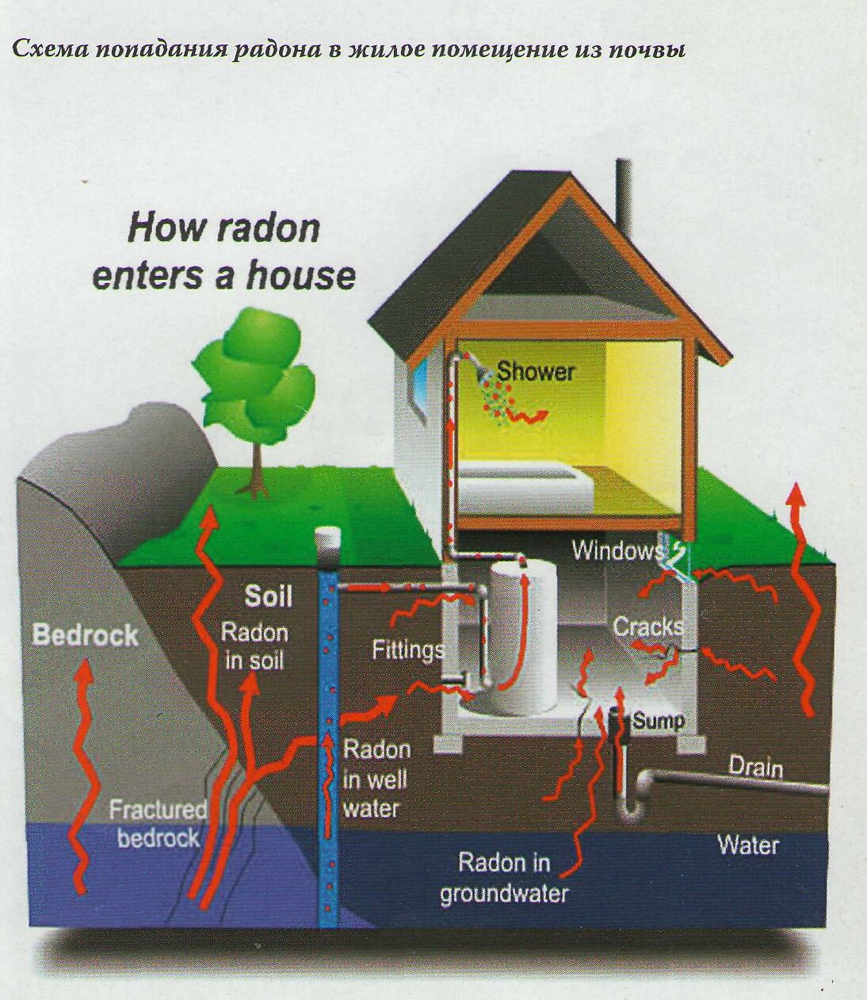 Схема попадания радона в жилое помещение из почвы
How radon
enters a house
Shower
Windows
Soil
Bedrock
Radon
in soil
Cracks
Fittings
Sump
Radon
in well
water
Drain
Fractured
bedrock
Water
Radon in
groundwater